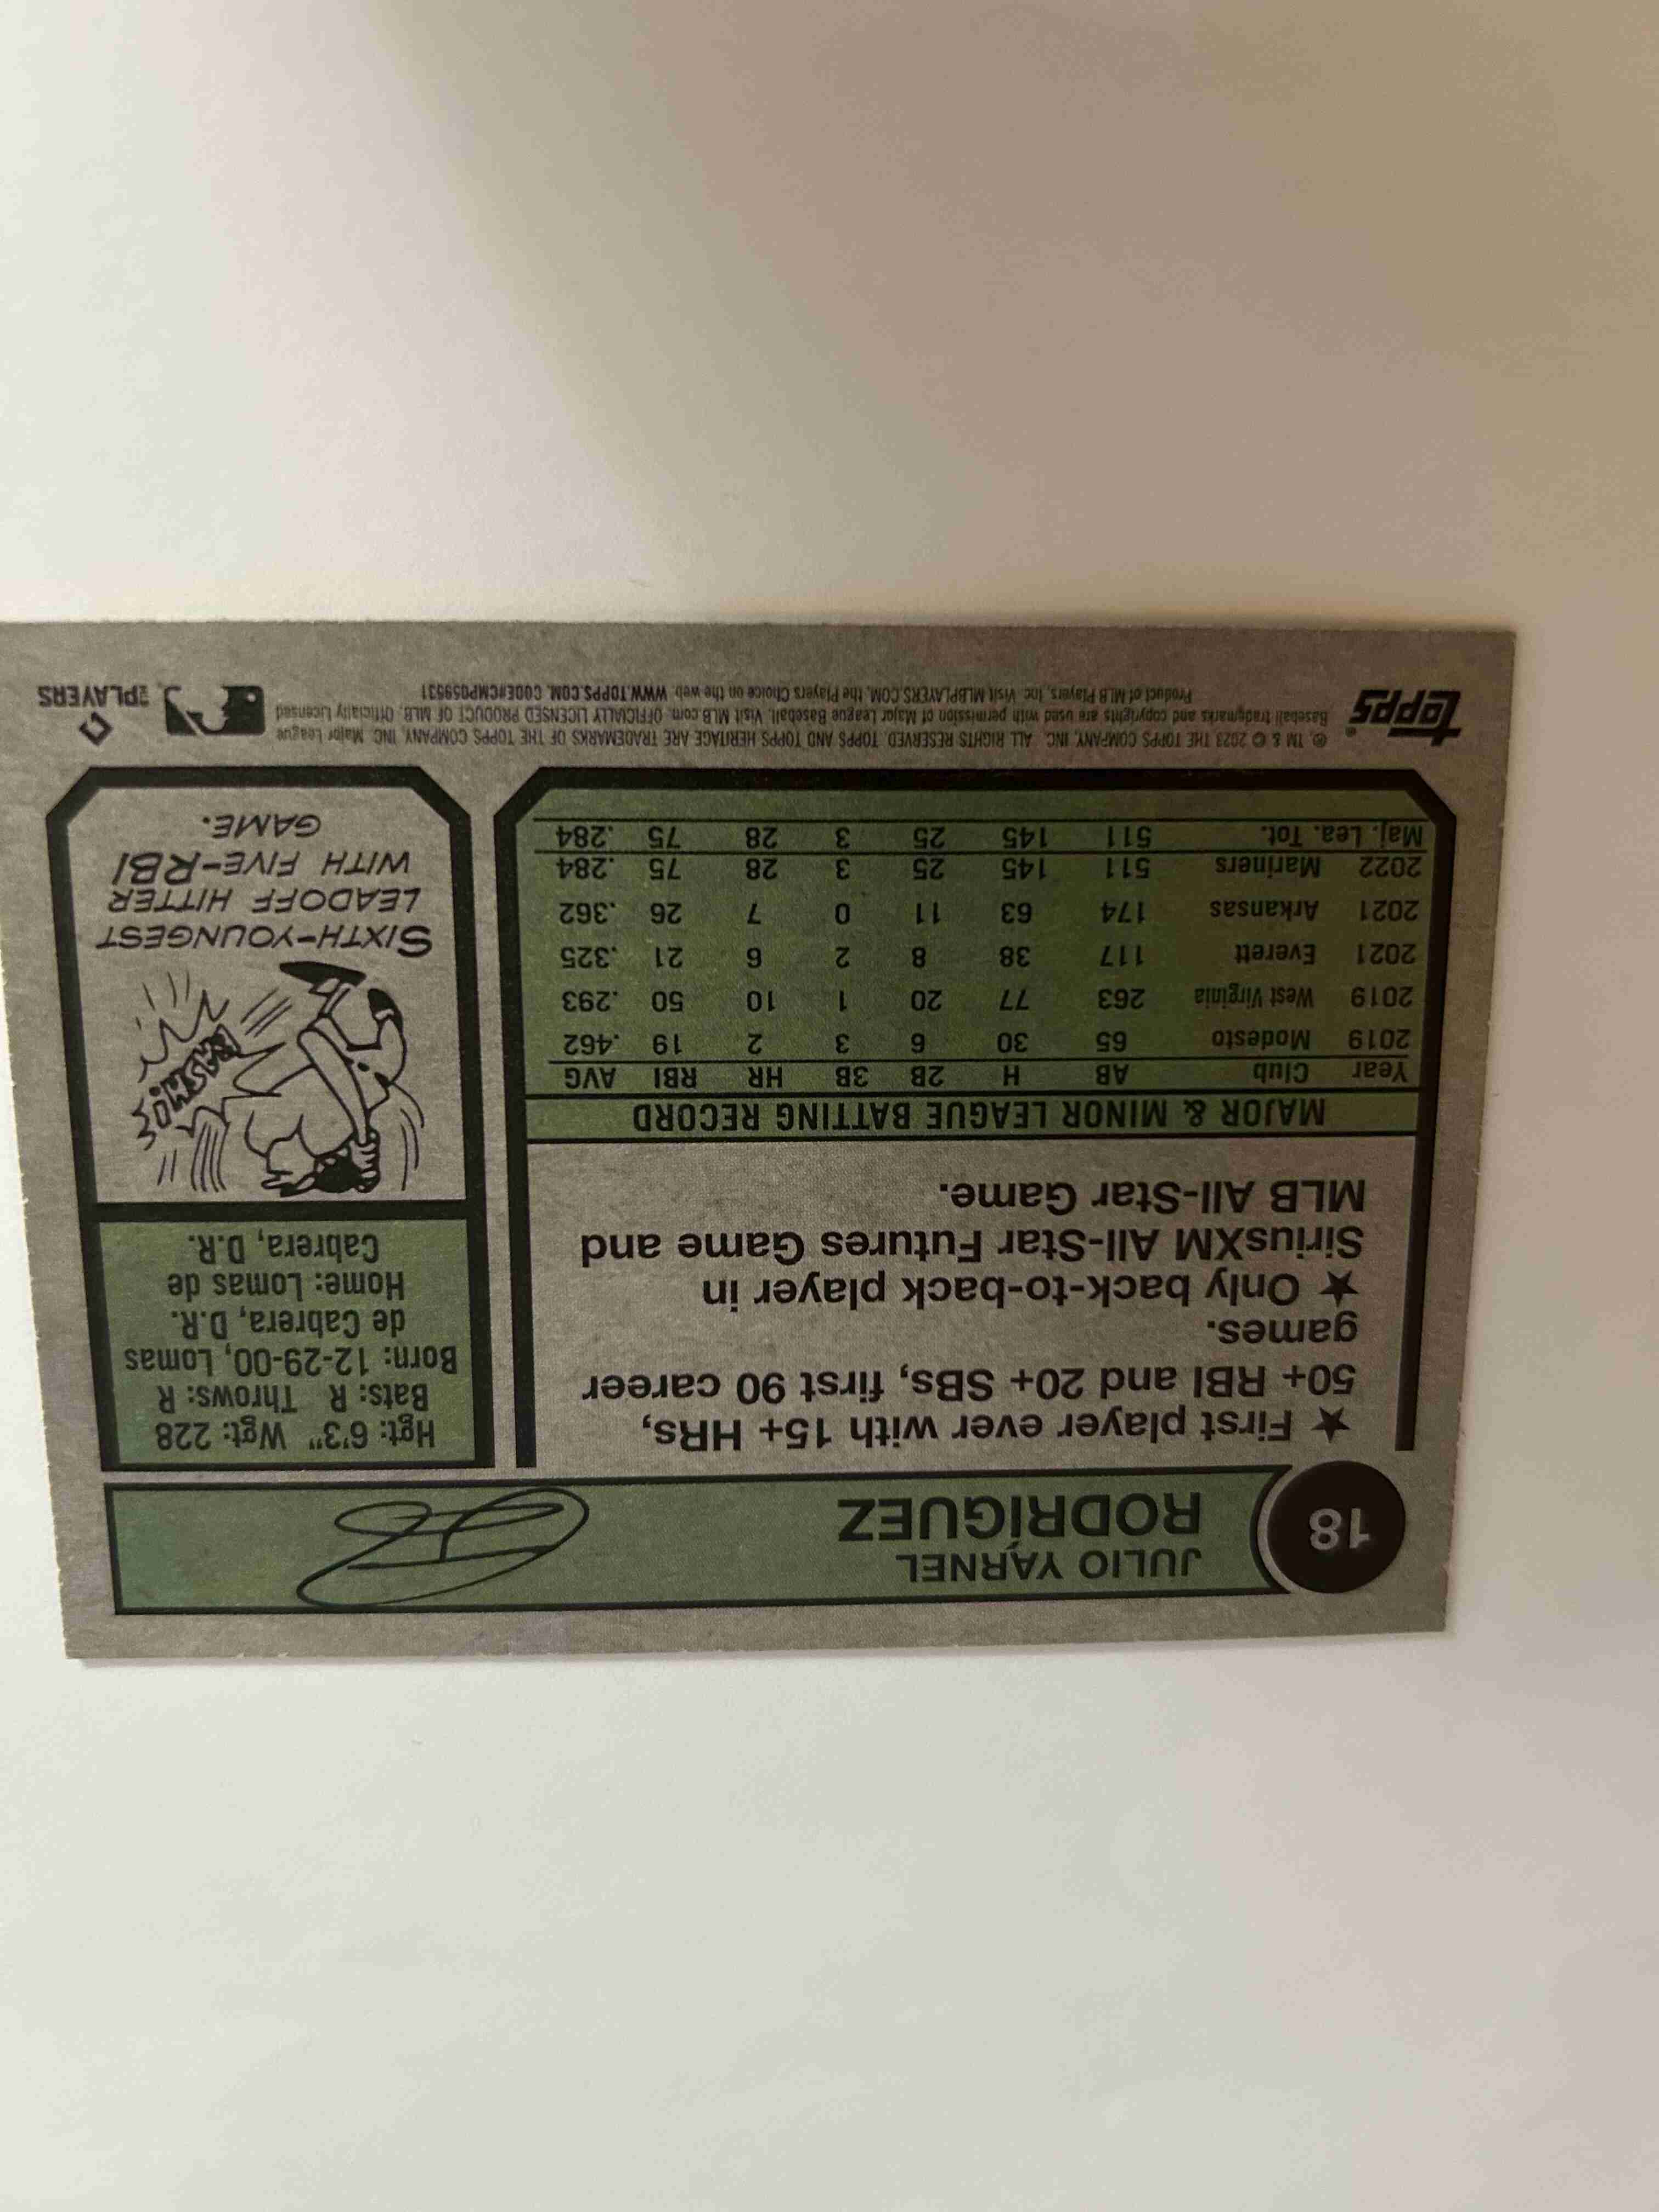 18
JULIO YARNEL
RODRÍGUEZ
★ First player ever with 15+ HRs,
50+ RBI and 20+ SBs, first 90 career
games.
★ Only back-to-back player in
SiriusXM All-Star Futures Game and
MLB All-Star Game.
Hgt: 6'3" Wgt: 228
Bats: R Throws: R
Born: 12-29-00, Lomas
de Cabrera, D.R.
Home: Lomas de
Cabrera, D.R.
MAJOR & MINOR LEAGUE BATTING RECORD
Year Club AB H 2B 3B HR RBI AVG
2019 Modesto 65 30 6 3 2 19 .462
2019 West Virginia 263 77 20 1 10 50 .293
2021 Everett 117 38 8 2 6 21 .325
2021 Arkansas 174 63 11 0 7 26 .362
2022 Mariners 511 145 25 3 28 75 .284
Maj. Lea. Tot. 511 145 25 3 28 75 .284
BASH!
SIXTH-YOUNGEST
LEADOFF HITTER
WITH FIVE-RBI
GAME.
topps
®, TM & © 2023 THE TOPPS COMPANY, INC. ALL RIGHTS RESERVED. TOPPS AND TOPPS HERITAGE ARE TRADEMARKS OF THE TOPPS COMPANY, INC. Major League
Baseball trademarks and copyrights are used with permission of Major League Baseball. Visit MLB.com. OFFICIALLY LICENSED PRODUCT OF MLB. Officially Licensed
Product of MLB Players, Inc. Visit MLBPLAYERS.COM, the Players Choice on the web. WWW.TOPPS.COM. CODE#CMP059531
MLB PLAYERS